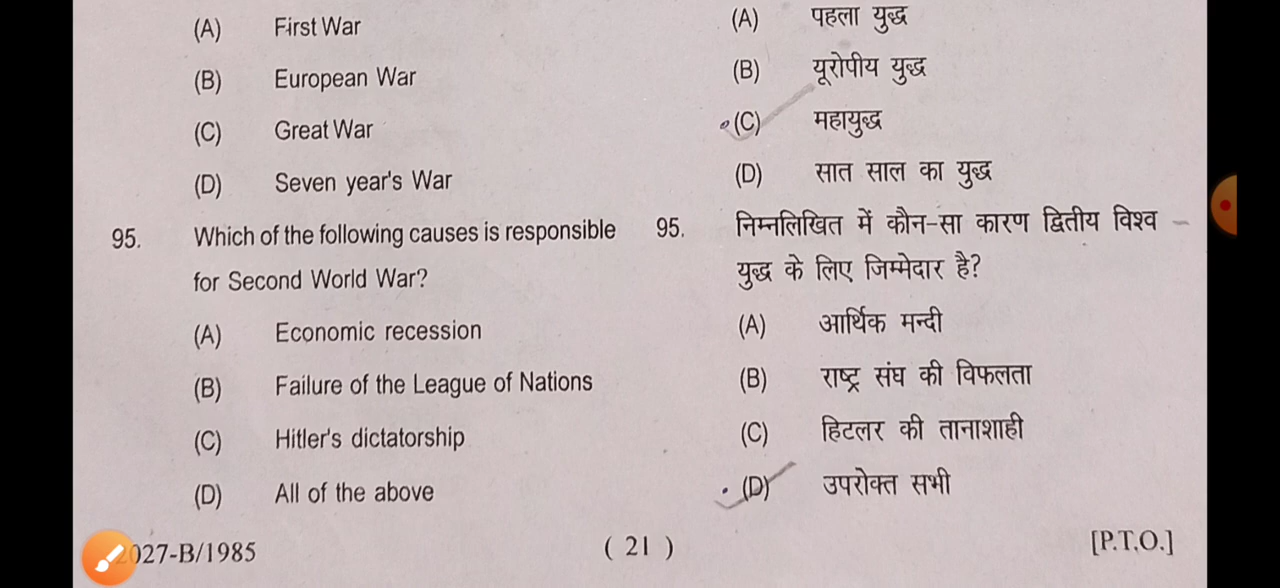 (A) First War
(B) European War
(C) Great War
(D) Seven year's War
95. Which of the following causes is responsible
for Second World War?
(A) Economic recession
(B) Failure of the League of Nations
(C) Hitler's dictatorship
(D) All of the above
(A) पहला युद्ध
(B) यूरोपीय युद्ध
(C) महायुद्ध
(D) सात साल का युद्ध
95. निम्नलिखित में कौन-सा कारण द्वितीय विश्व
युद्ध के लिए जिम्मेदार है?
(A) आर्थिक मन्दी
(B) राष्ट्र संघ की विफलता
(C) हिटलर की तानाशाही
(D) उपरोक्त सभी
027-B/1985
( 21 )
[P.T.O.]